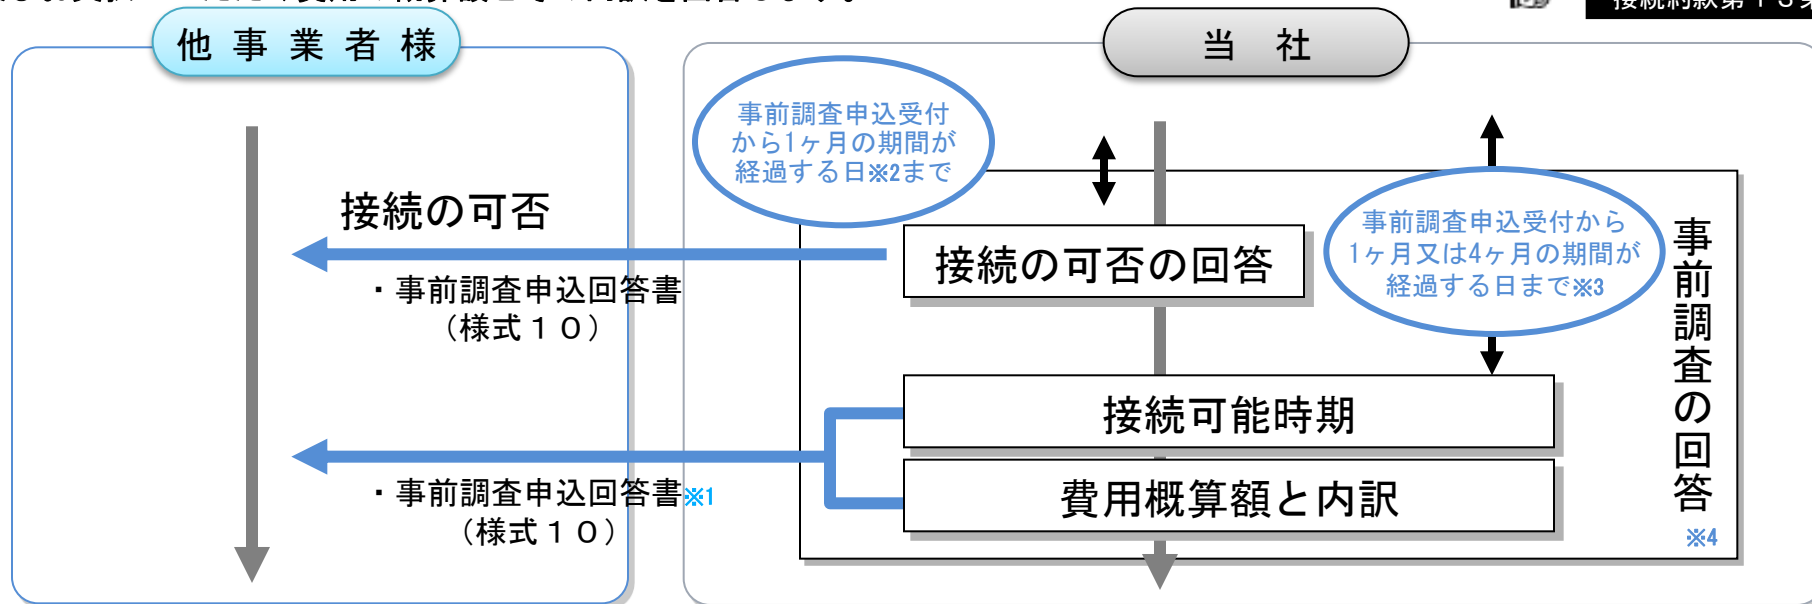 他事業者様
当社
事前調査申込受付
から1ヶ月の期間が
経過する日※2まで
接続の可否
・事前調査申込回答書
（様式１０）
接続の可否の回答
事前調査申込受付から
1ヶ月又は4ヶ月の期間が
経過する日まで※3
事前調査の回答
※4
接続可能時期
費用概算額と内訳
・事前調査申込回答書※1
（様式１０）